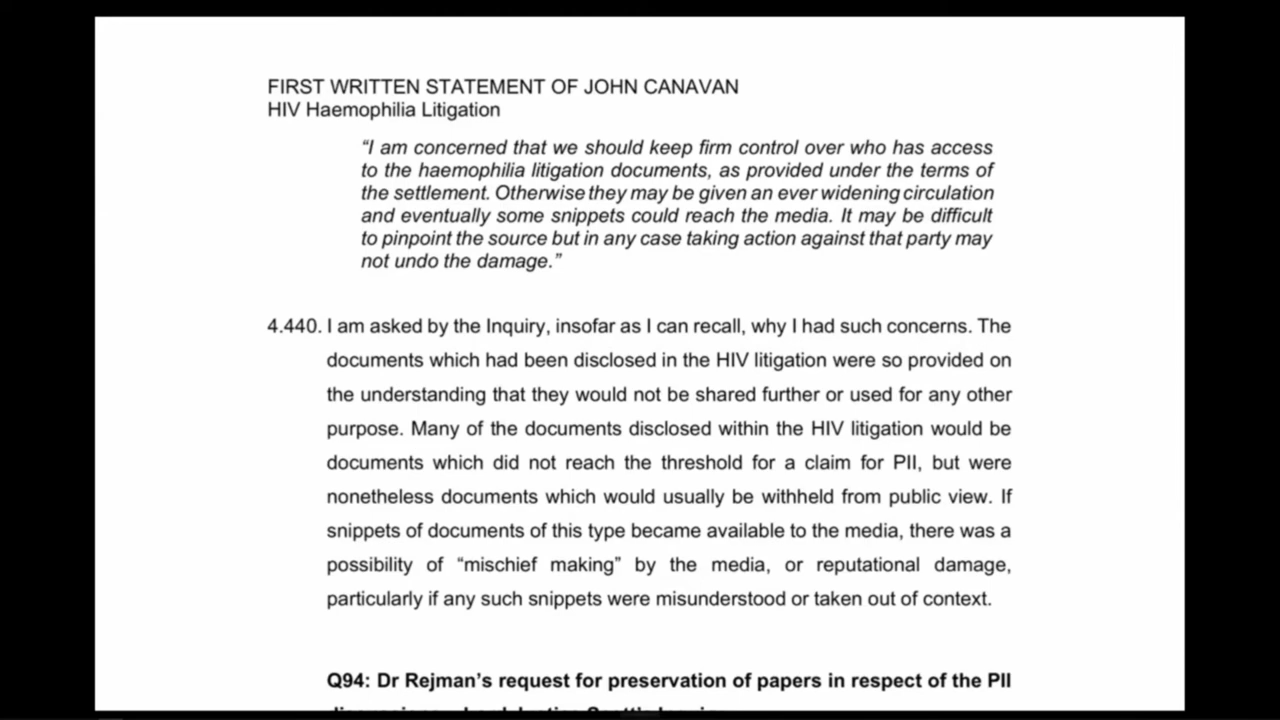 FIRST WRITTEN STATEMENT OF JOHN CANAVAN
HIV Haemophilia Litigation
“I am concerned that we should keep firm control over who has access
to the haemophilia litigation documents, as provided under the terms of
the settlement. Otherwise they may be given an ever widening circulation
and eventually some snippets could reach the media. It may be difficult
to pinpoint the source but in any case taking action against that party may
not undo the damage.”
4.440. I am asked by the Inquiry, insofar as I can recall, why I had such concerns. The
documents which had been disclosed in the HIV litigation were so provided on
the understanding that they would not be shared further or used for any other
purpose. Many of the documents disclosed within the HIV litigation would be
documents which did not reach the threshold for a claim for PII, but were
nonetheless documents which would usually be withheld from public view. If
snippets of documents of this type became available to the media, there was a
possibility of “mischief making” by the media, or reputational damage,
particularly if any such snippets were misunderstood or taken out of context.
Q94: Dr Rejman’s request for preservation of papers in respect of the PII